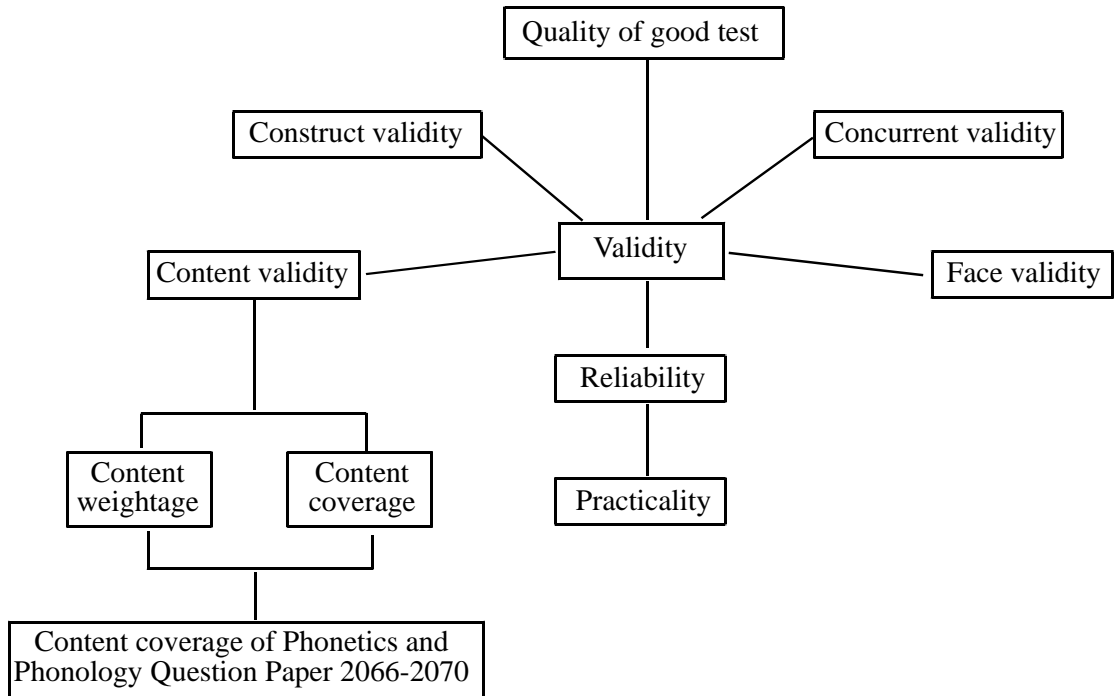 Quality of good test
Construct validity
Concurrent validity
Validity
Content validity
Face validity
Reliability
Content
weightage
Content
coverage
Practicality
Content coverage of Phonetics and
Phonology Question Paper 2066-2070